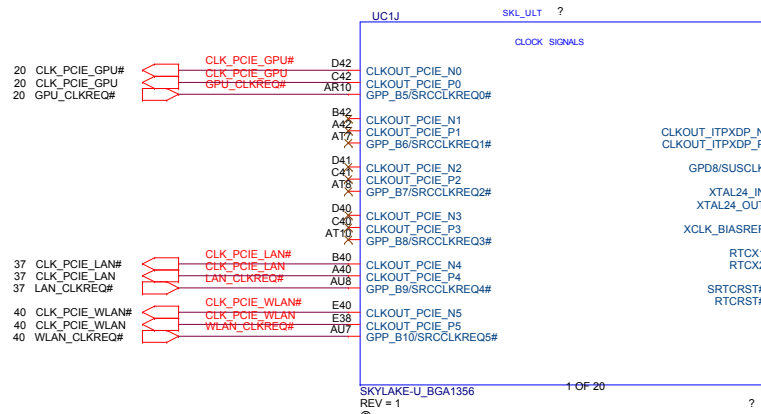 UC1J
SKL_ULT ?
CLOCK SIGNALS
20 CLK_PCIE_GPU# CLK_PCIE_GPU# D42 CLKOUT_PCIE_N0
20 CLK_PCIE_GPU CLK_PCIE_GPU C42 CLKOUT_PCIE_P0
20 GPU_CLKREQ# GPU_CLKREQ# AR10 GPP_B5/SRCCLKREQ0#
B42 CLKOUT_PCIE_N1
A42 CLKOUT_PCIE_P1 CLKOUT_ITPXDP_N
AT7 GPP_B6/SRCCLKREQ1# CLKOUT_ITPXDP_P
D41 CLKOUT_PCIE_N2 GPD8/SUSCLK
C41 CLKOUT_PCIE_P2
AT8 GPP_B7/SRCCLKREQ2# XTAL24_IN
XTAL24_OUT
D40 CLKOUT_PCIE_N3
C40 CLKOUT_PCIE_P3 XCLK_BIASREF
AT10 GPP_B8/SRCCLKREQ3#
RTCX1
37 CLK_PCIE_LAN# CLK_PCIE_LAN# B40 CLKOUT_PCIE_N4 RTCX2
37 CLK_PCIE_LAN CLK_PCIE_LAN A40 CLKOUT_PCIE_P4
37 LAN_CLKREQ# LAN_CLKREQ# AU8 GPP_B9/SRCCLKREQ4# SRTCRST#
RTCRST#
40 CLK_PCIE_WLAN# CLK_PCIE_WLAN# E40 CLKOUT_PCIE_N5
40 CLK_PCIE_WLAN CLK_PCIE_WLAN E38 CLKOUT_PCIE_P5
40 WLAN_CLKREQ# WLAN_CLKREQ# AU7 GPP_B10/SRCCLKREQ5#
SKYLAKE-U_BGA1356 1 OF 20
REV = 1 ?
@